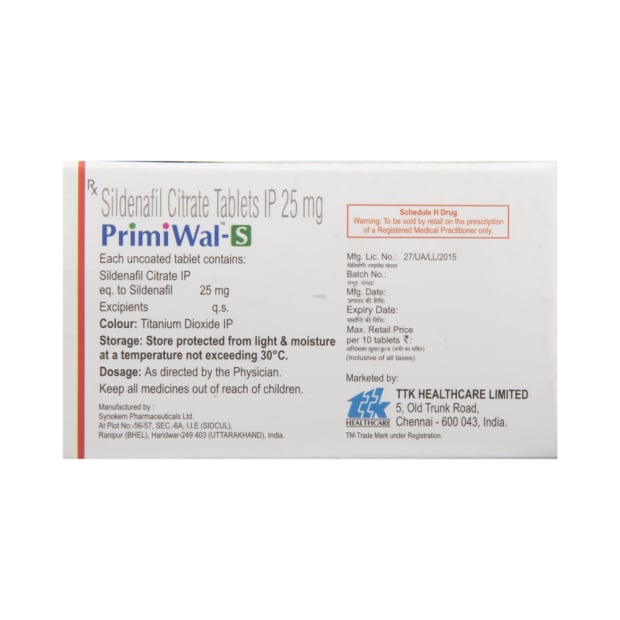 Rx Sildenafil Citrate Tablets IP 25 mg
PrimiWal™-S
Each uncoated tablet contains:
Sildenafil Citrate IP
eq. to Sildenafil 25 mg
Excipients q.s.
Colour: Titanium Dioxide IP
Storage: Store protected from light & moisture
at a temperature not exceeding 30°C.
Dosage: As directed by the Physician.
Keep all medicines out of reach of children.
Manufactured by :
Synokem Pharmaceuticals Ltd.
At Plot No:-56-57, SEC.-6A, I.I.E (SIDCUL),
Ranipur (BHEL), Haridwar-249 403 (UTTARAKHAND), India.
Schedule H Drug
Warning: To be sold by retail on the prescription
of a Registered Medical Practitioner only.
Mfg. Lic. No.: 27/UA/LL/2015
Batch No.:
Mfg. Date:
उत्पादन की तिथि:
Expiry Date:
समाप्ति की तिथि:
Max. Retail Price
per 10 tablets ₹:
(Inclusive of all taxes)
Marketed by:
ttk
HEALTHCARE
TTK HEALTHCARE LIMITED
5, Old Trunk Road,
Chennai - 600 043, India.
TM-Trade Mark under Registration.